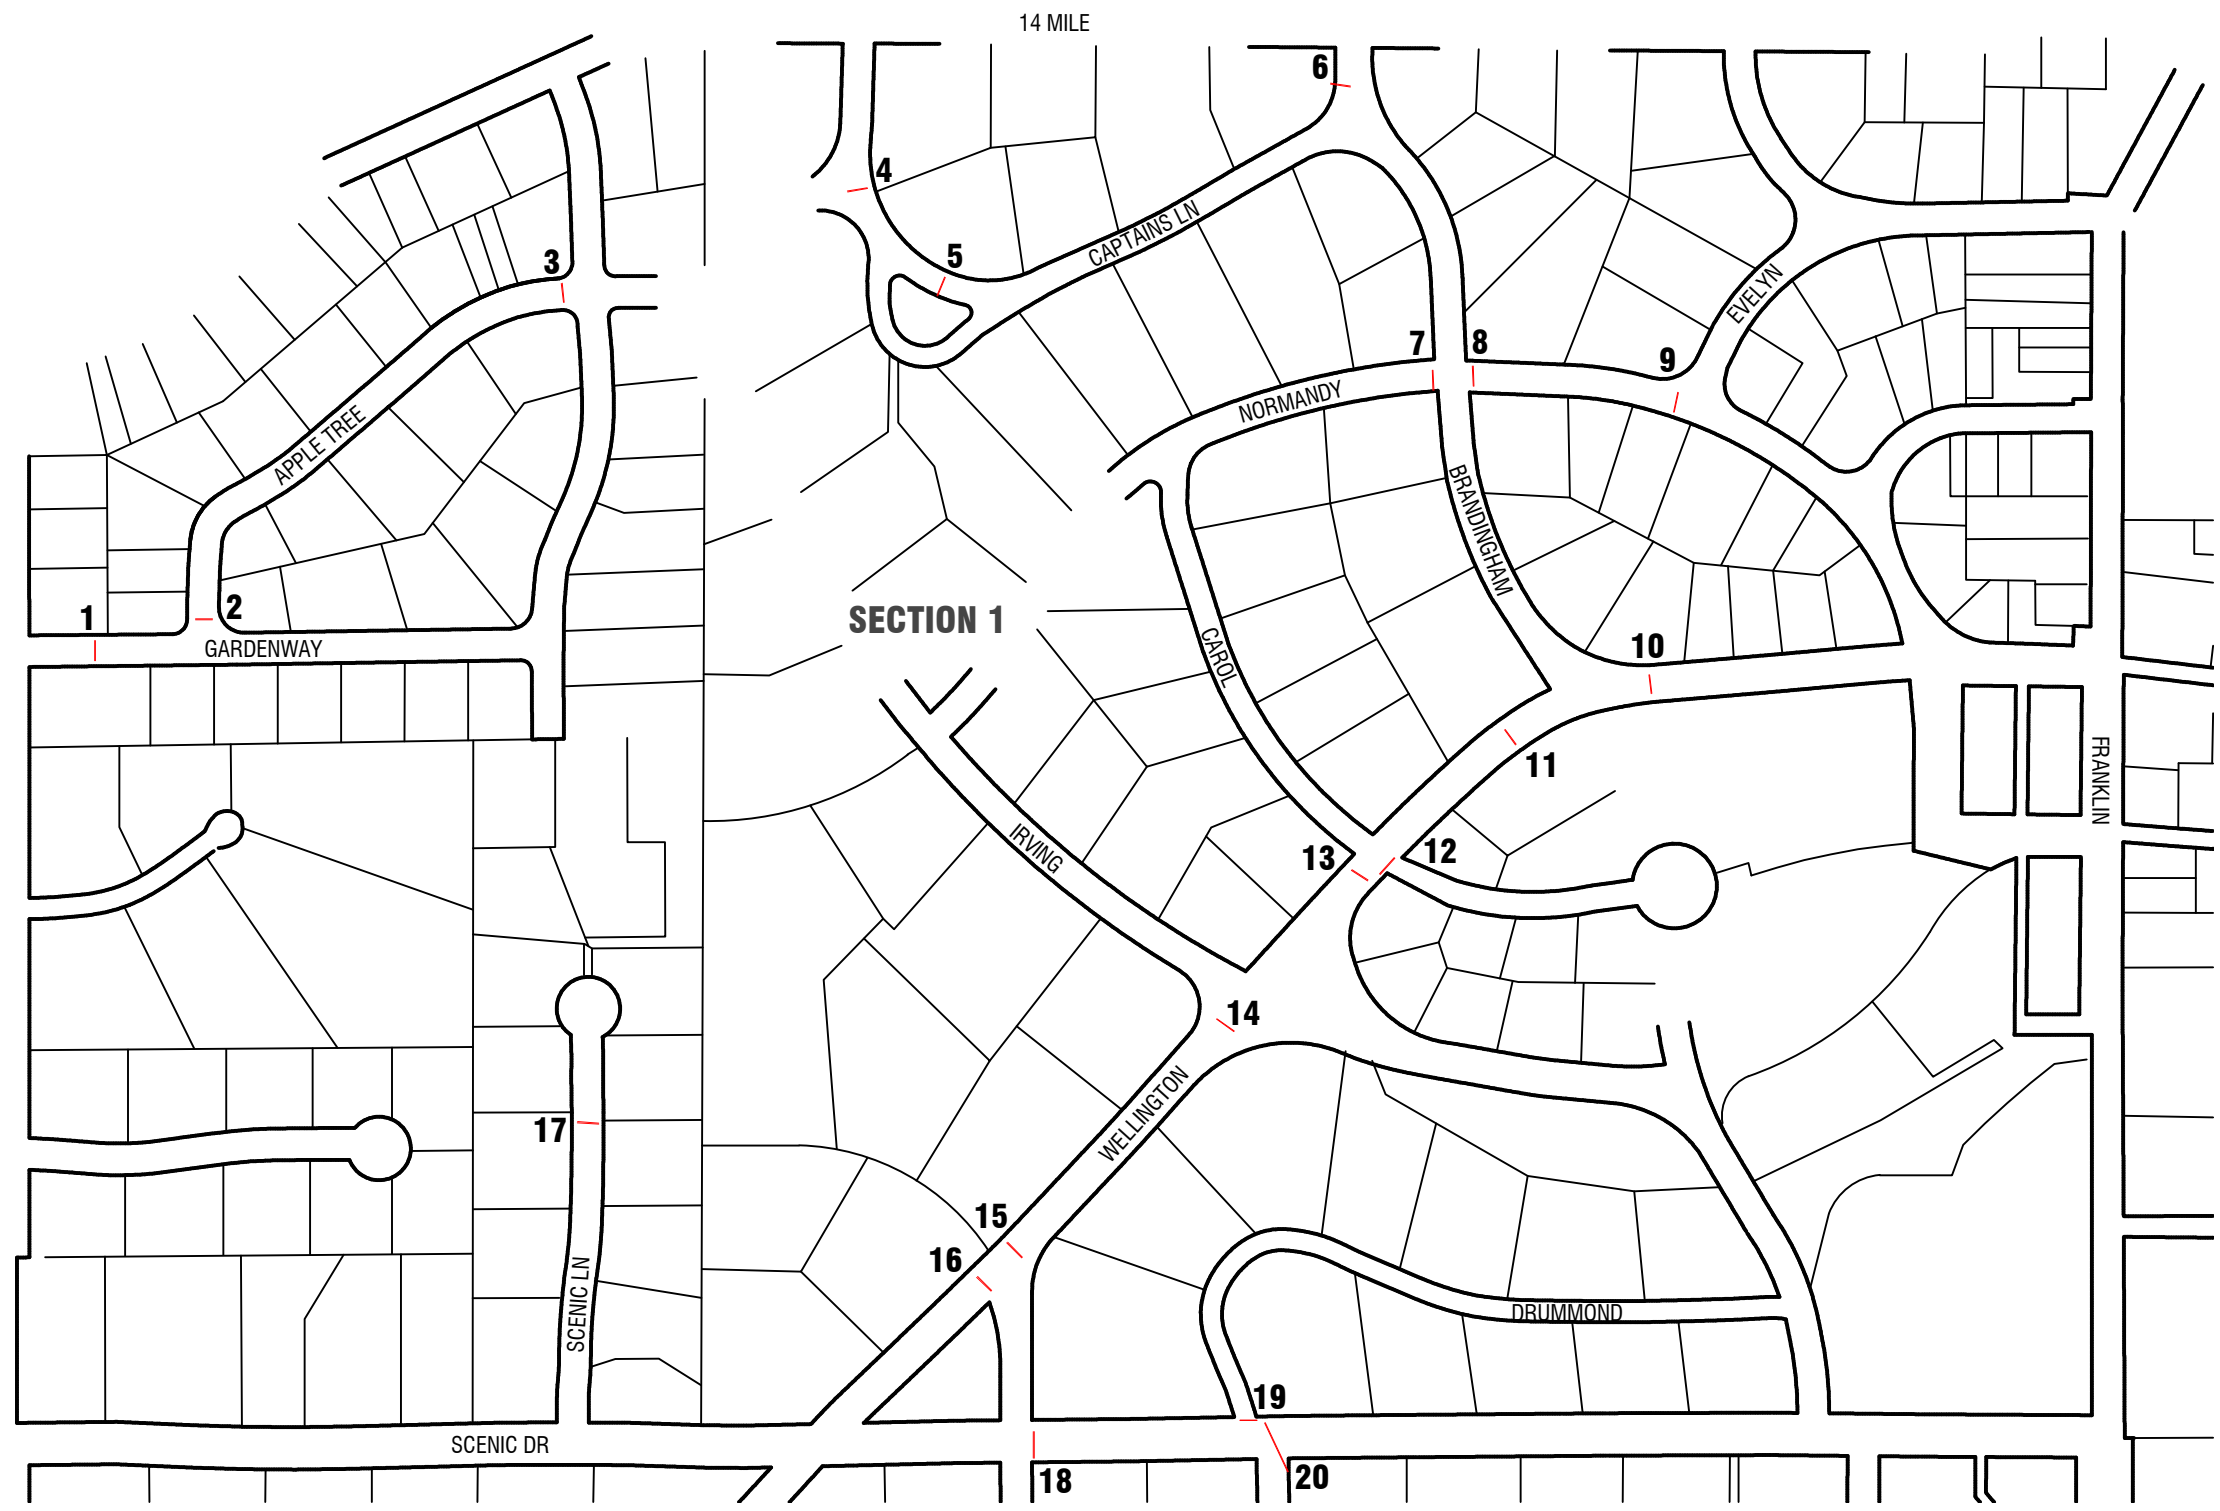 14 MILE
6
4
CAPTAINS LN
5
3
EVELYN
7
8
9
NORMANDY
APPLE TREE
BRANDINGHAM
2
1
SECTION 1
GARDENWAY
CAROL
10
11
FRANKLIN
IRVING
13
12
14
WELLINGTON
17
15
16
SCENIC LN
DRUMMOND
19
SCENIC DR
18
20